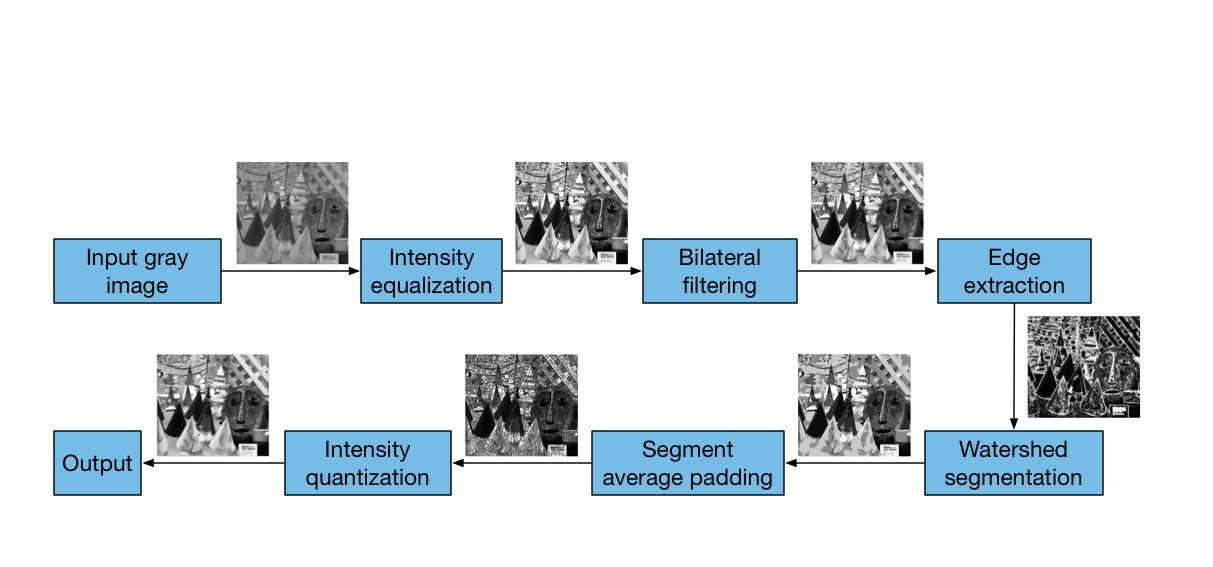 Input gray
image
Intensity
equalization
Bilateral
filtering
Edge
extraction
Watershed
segmentation
Segment
average padding
Intensity
quantization
Output